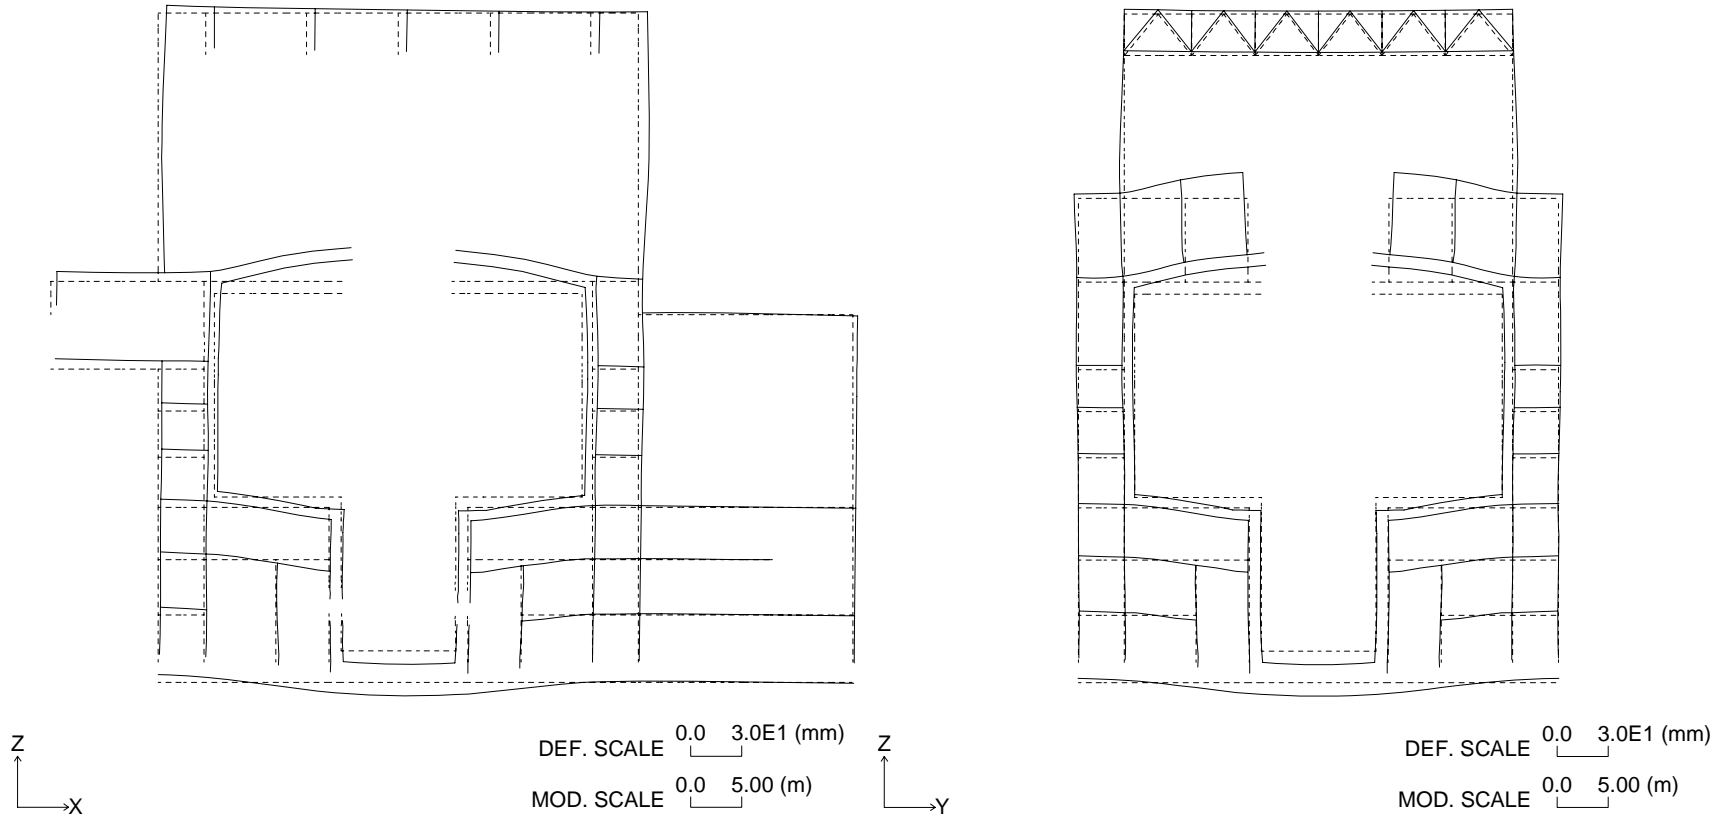 Z
X
DEF. SCALE 0.0 3.0E1 (mm)
MOD. SCALE 0.0 5.00 (m)
Z
Y
DEF. SCALE 0.0 3.0E1 (mm)
MOD. SCALE 0.0 5.00 (m)